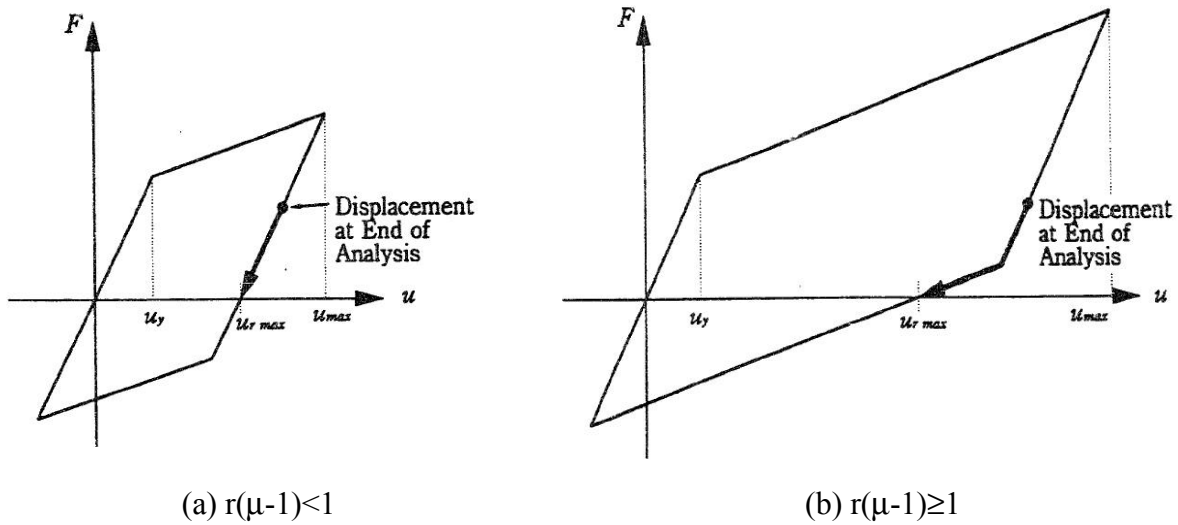 F
Displacement
at End of
Analysis
u
u_y
u_r max
u_max
(a) r(μ-1)<1
F
Displacement
at End of
Analysis
u
u_y
u_r max
u_max
(b) r(μ-1)≥1